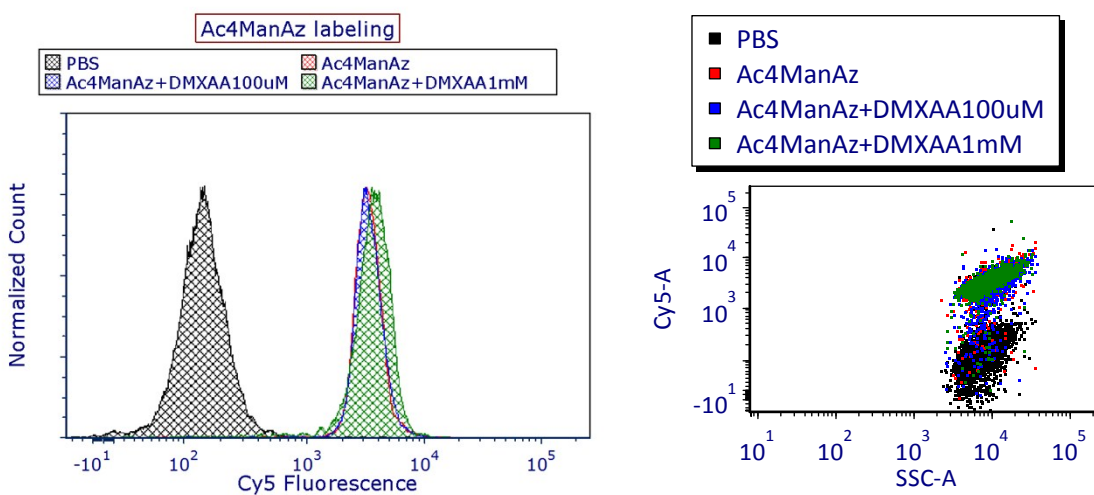 Ac4ManAz labeling
PBS
Ac4ManAz
Ac4ManAz+DMXAA100uM
Ac4ManAz+DMXAA1mM
Normalized Count
-10¹ 10² 10³ 10⁴ 10⁵
Cy5 Fluorescence
PBS
Ac4ManAz
Ac4ManAz+DMXAA100uM
Ac4ManAz+DMXAA1mM
Cy5-A
10⁵
10⁴
10³
-10¹
10¹ 10² 10³ 10⁴ 10⁵
SSC-A